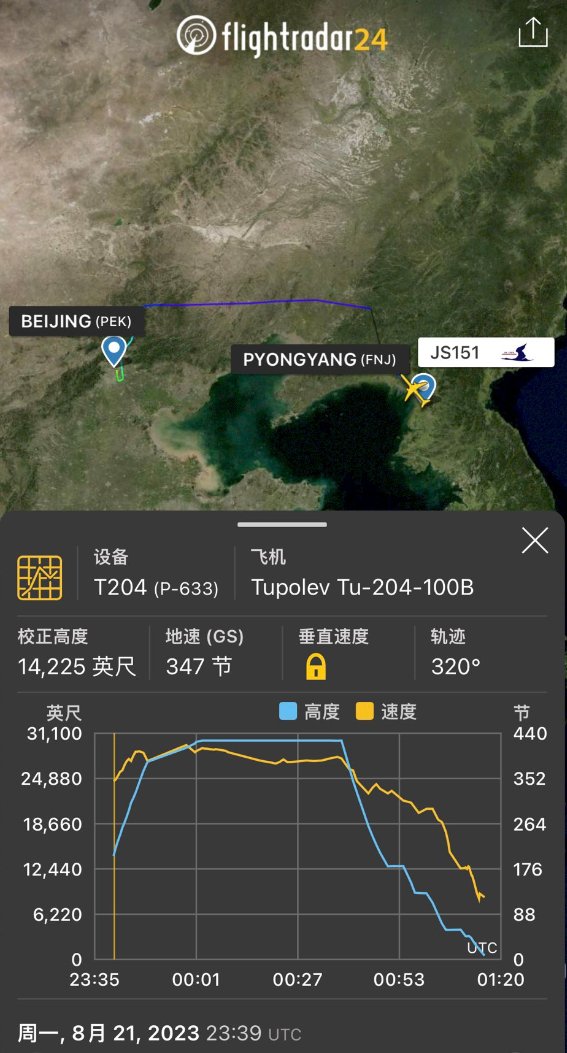 flightradar24
BEIJING (PEK)
PYONGYANG (FNJ)
JS151
设备
飞机
T204 (P-633)
Tupolev Tu-204-100B
校正高度
地速 (GS)
垂直速度
轨迹
14,225 英尺
347 节
320°
英尺
高度
速度
节
31,100
440
24,880
352
18,660
264
12,440
176
6,220
88
UTC
0
0
23:35
00:01
00:27
00:53
01:20
周一, 8月 21, 2023 23:39 UTC